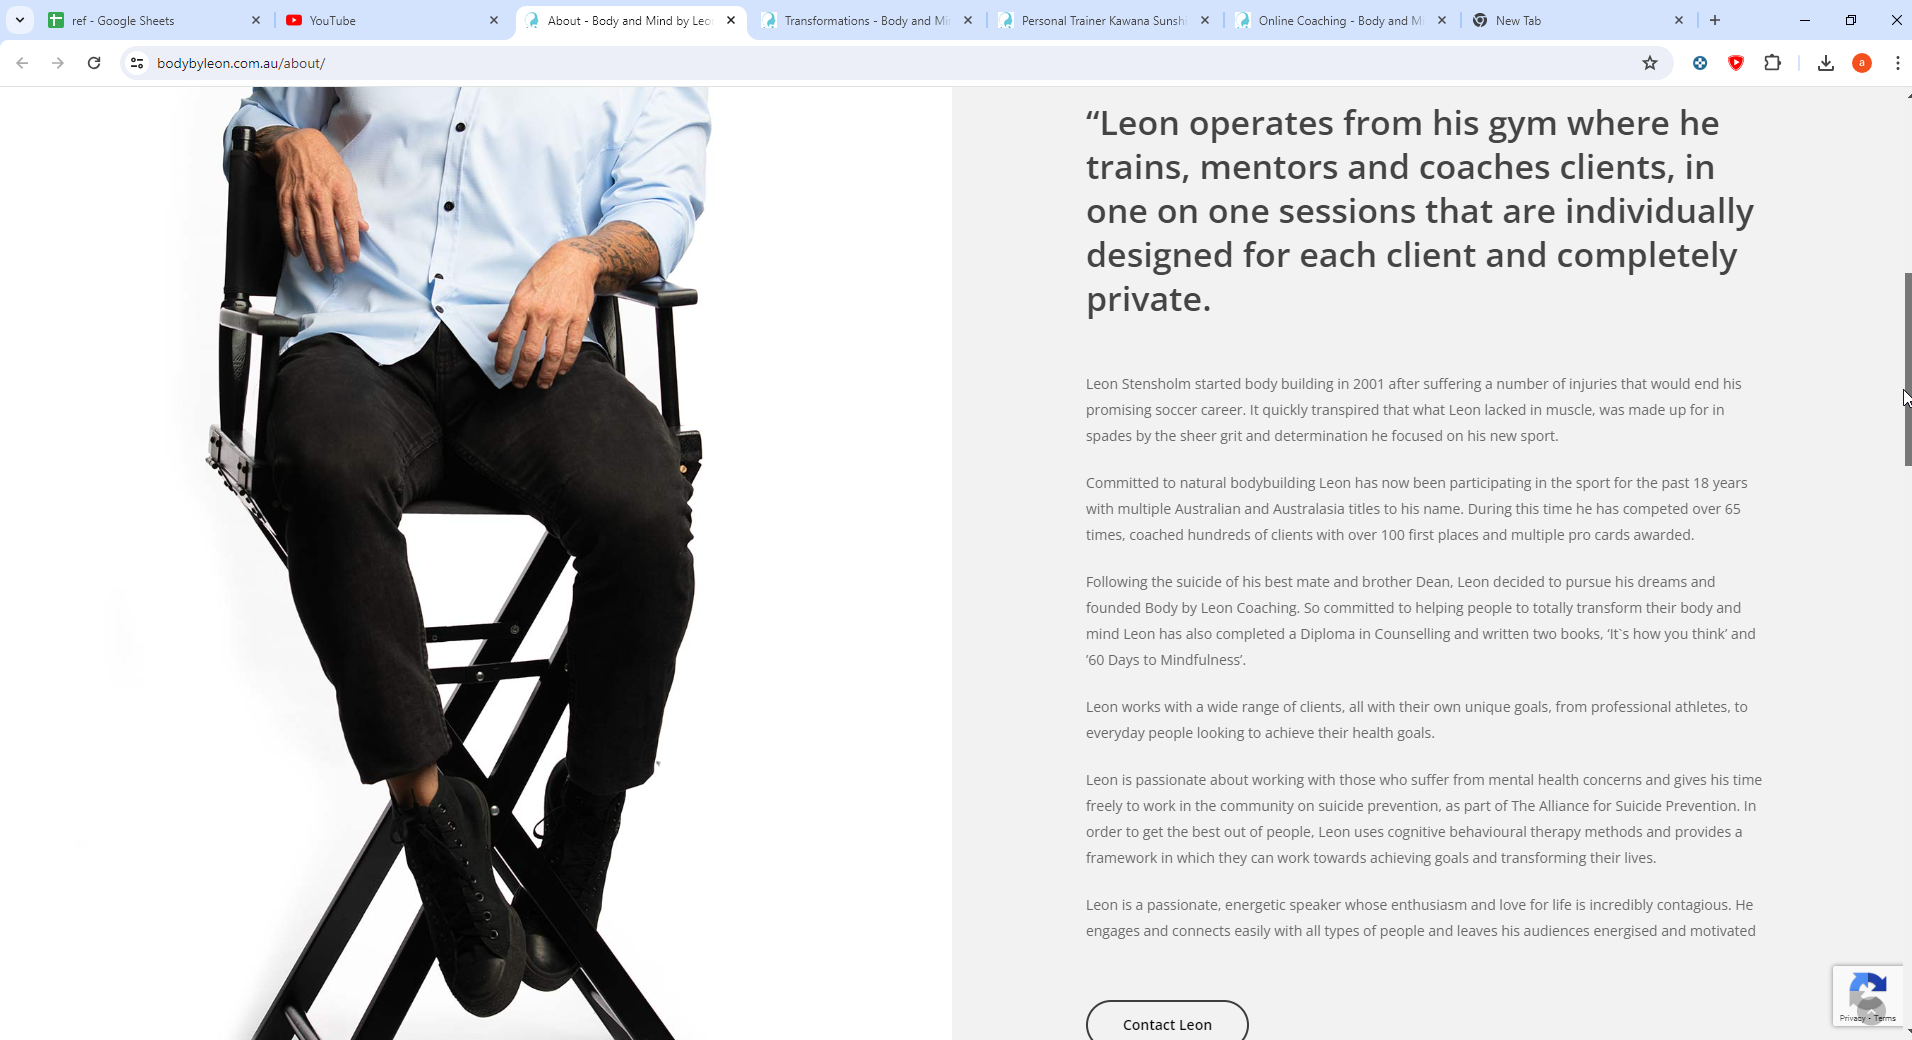 ref - Google Sheets
YouTube
About - Body and Mind by Leo
Transformations - Body and Mi
Personal Trainer Kawana Sunsh
Online Coaching - Body and Mi
New Tab
bodybyleon.com.au/about/
a
“Leon operates from his gym where he
trains, mentors and coaches clients, in
one on one sessions that are individually
designed for each client and completely
private.
Leon Stensholm started body building in 2001 after suffering a number of injuries that would end his
promising soccer career. It quickly transpired that what Leon lacked in muscle, was made up for in
spades by the sheer grit and determination he focused on his new sport.
Committed to natural bodybuilding Leon has now been participating in the sport for the past 18 years
with multiple Australian and Australasia titles to his name. During this time he has competed over 65
times, coached hundreds of clients with over 100 first places and multiple pro cards awarded.
Following the suicide of his best mate and brother Dean, Leon decided to pursue his dreams and
founded Body by Leon Coaching. So committed to helping people to totally transform their body and
mind Leon has also completed a Diploma in Counselling and written two books, ‘It`s how you think’ and
’60 Days to Mindfulness’.
Leon works with a wide range of clients, all with their own unique goals, from professional athletes, to
everyday people looking to achieve their health goals.
Leon is passionate about working with those who suffer from mental health concerns and gives his time
freely to work in the community on suicide prevention, as part of The Alliance for Suicide Prevention. In
order to get the best out of people, Leon uses cognitive behavioural therapy methods and provides a
framework in which they can work towards achieving goals and transforming their lives.
Leon is a passionate, energetic speaker whose enthusiasm and love for life is incredibly contagious. He
engages and connects easily with all types of people and leaves his audiences energised and motivated
Contact Leon
Privacy - Terms